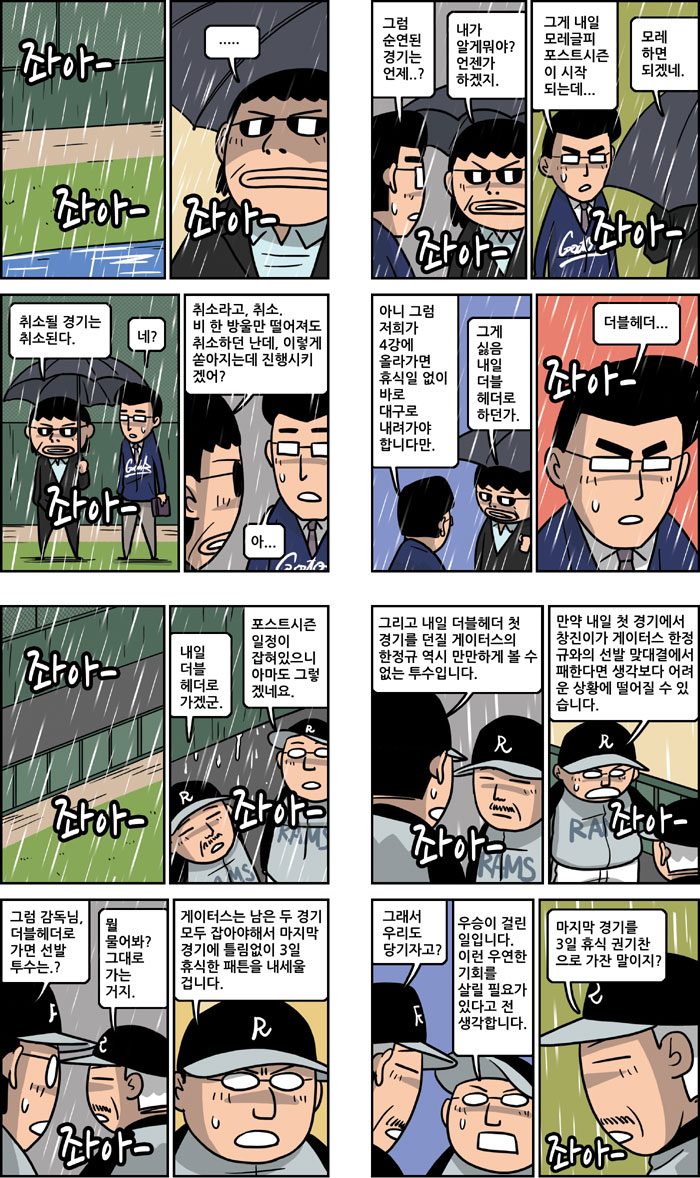 좌아-
좌아-
.....
좌아-
취소될 경기는
취소된다.
네?
Gools
좌아-
취소라고, 취소.
비 한 방울만 떨어져도
취소하던 난데, 이렇게
쏟아지는데 진행시키
겠어?
아...
그럼
순연된
경기는
언제..?
내가
알게뭐야?
언젠가
하겠지.
좌아-
그게 내일
모레글피
포스트시즌
이 시작
되는데...
모레
하면
되겠네.
좌아-
아니 그럼
저희가
4강에
올라가면
휴식일 없이
바로
대구로
내려가야
합니다만.
그게
싫음
내일
더블
헤더로
하던가.
더블헤더...
좌아-
좌아-
좌아-
내일
더블
헤더로
가겠군.
포스트시즌
일정이
잡혀있으니
아마도 그렇
겠네요.
R
R
좌아-
RAMS
RAMS
그럼 감독님,
더블헤더로
가면 선발
투수는.?
뭘
물어봐?
그대로
가는
거지.
좌아-
게이터스는 남은 두 경기
모두 잡아야해서 마지막
경기에 틀림없이 3일
휴식한 패튼을 내세울
겁니다.
R
그리고 내일 더블헤더 첫
경기를 던질 게이터스의
한정규 역시 만만하게 볼 수
없는 투수입니다.
R
좌아-
RAMS
만약 내일 첫 경기에서
창진이가 게이터스 한정
규와의 선발 맞대결에서
패한다면 생각보다 어려
운 상황에 떨어질 수 있
습니다.
R
RAMS
좌아-
그래서
우리도
당기자고?
우승이 걸린
일입니다.
이런 우연한
기회를
살릴 필요가
있다고 전
생각합니다.
마지막 경기를
3일 휴식 권기찬
으로 가잔 말이지?
R
좌아-